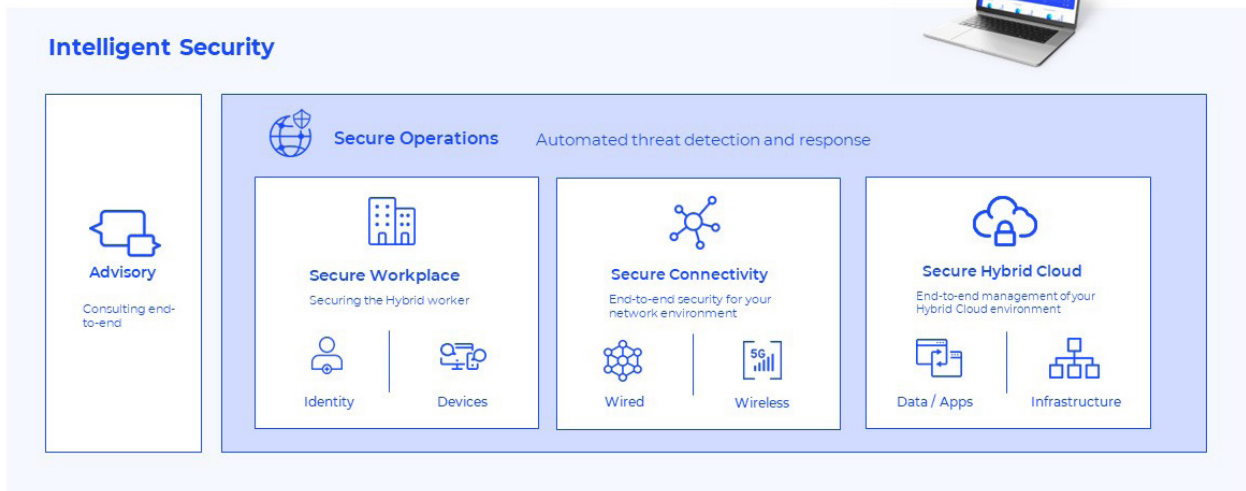 Intelligent Security
Advisory
Consulting end-
to-end
Secure Operations
Automated threat detection and response
Secure Workplace
Securing the Hybrid worker
Identity
Devices
Secure Connectivity
End-to-end security for your
network environment
Wired
5G
Wireless
Secure Hybrid Cloud
End-to-end management of your
Hybrid Cloud environment
Data / Apps
Infrastructure